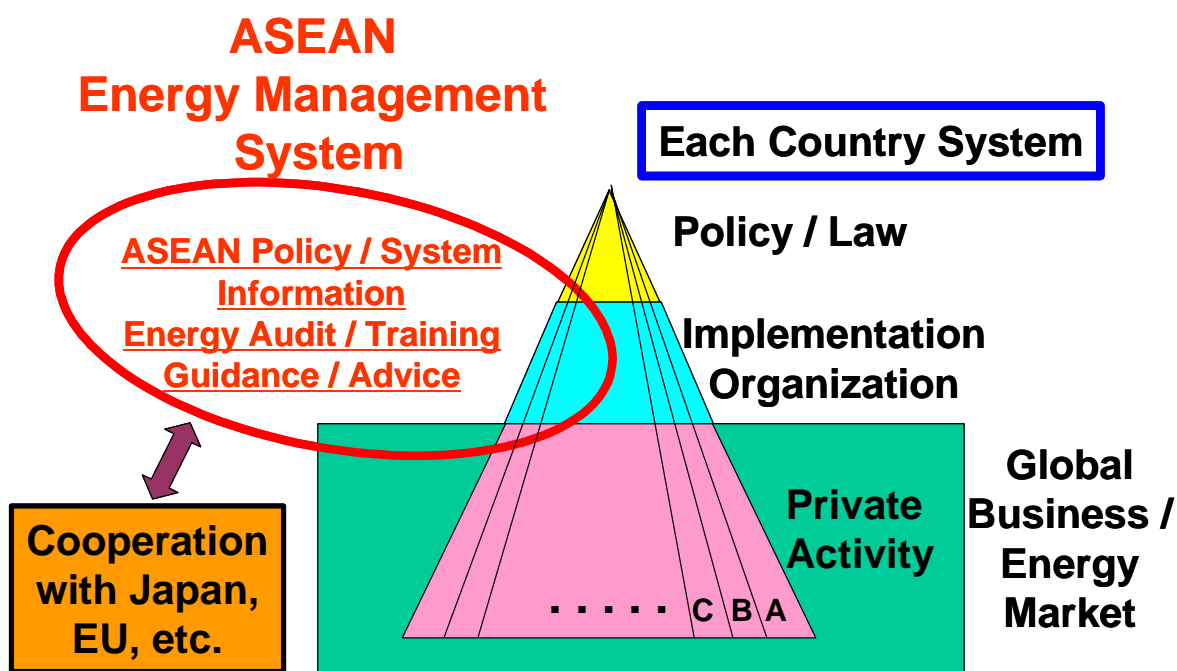 ASEAN
Energy Management
System
Each Country System
ASEAN Policy / System
Information
Energy Audit / Training
Guidance / Advice
Policy / Law
Implementation
Organization
Private
Activity
Global
Business /
Energy
Market
Cooperation
with Japan,
EU, etc.
. . . . . C B A